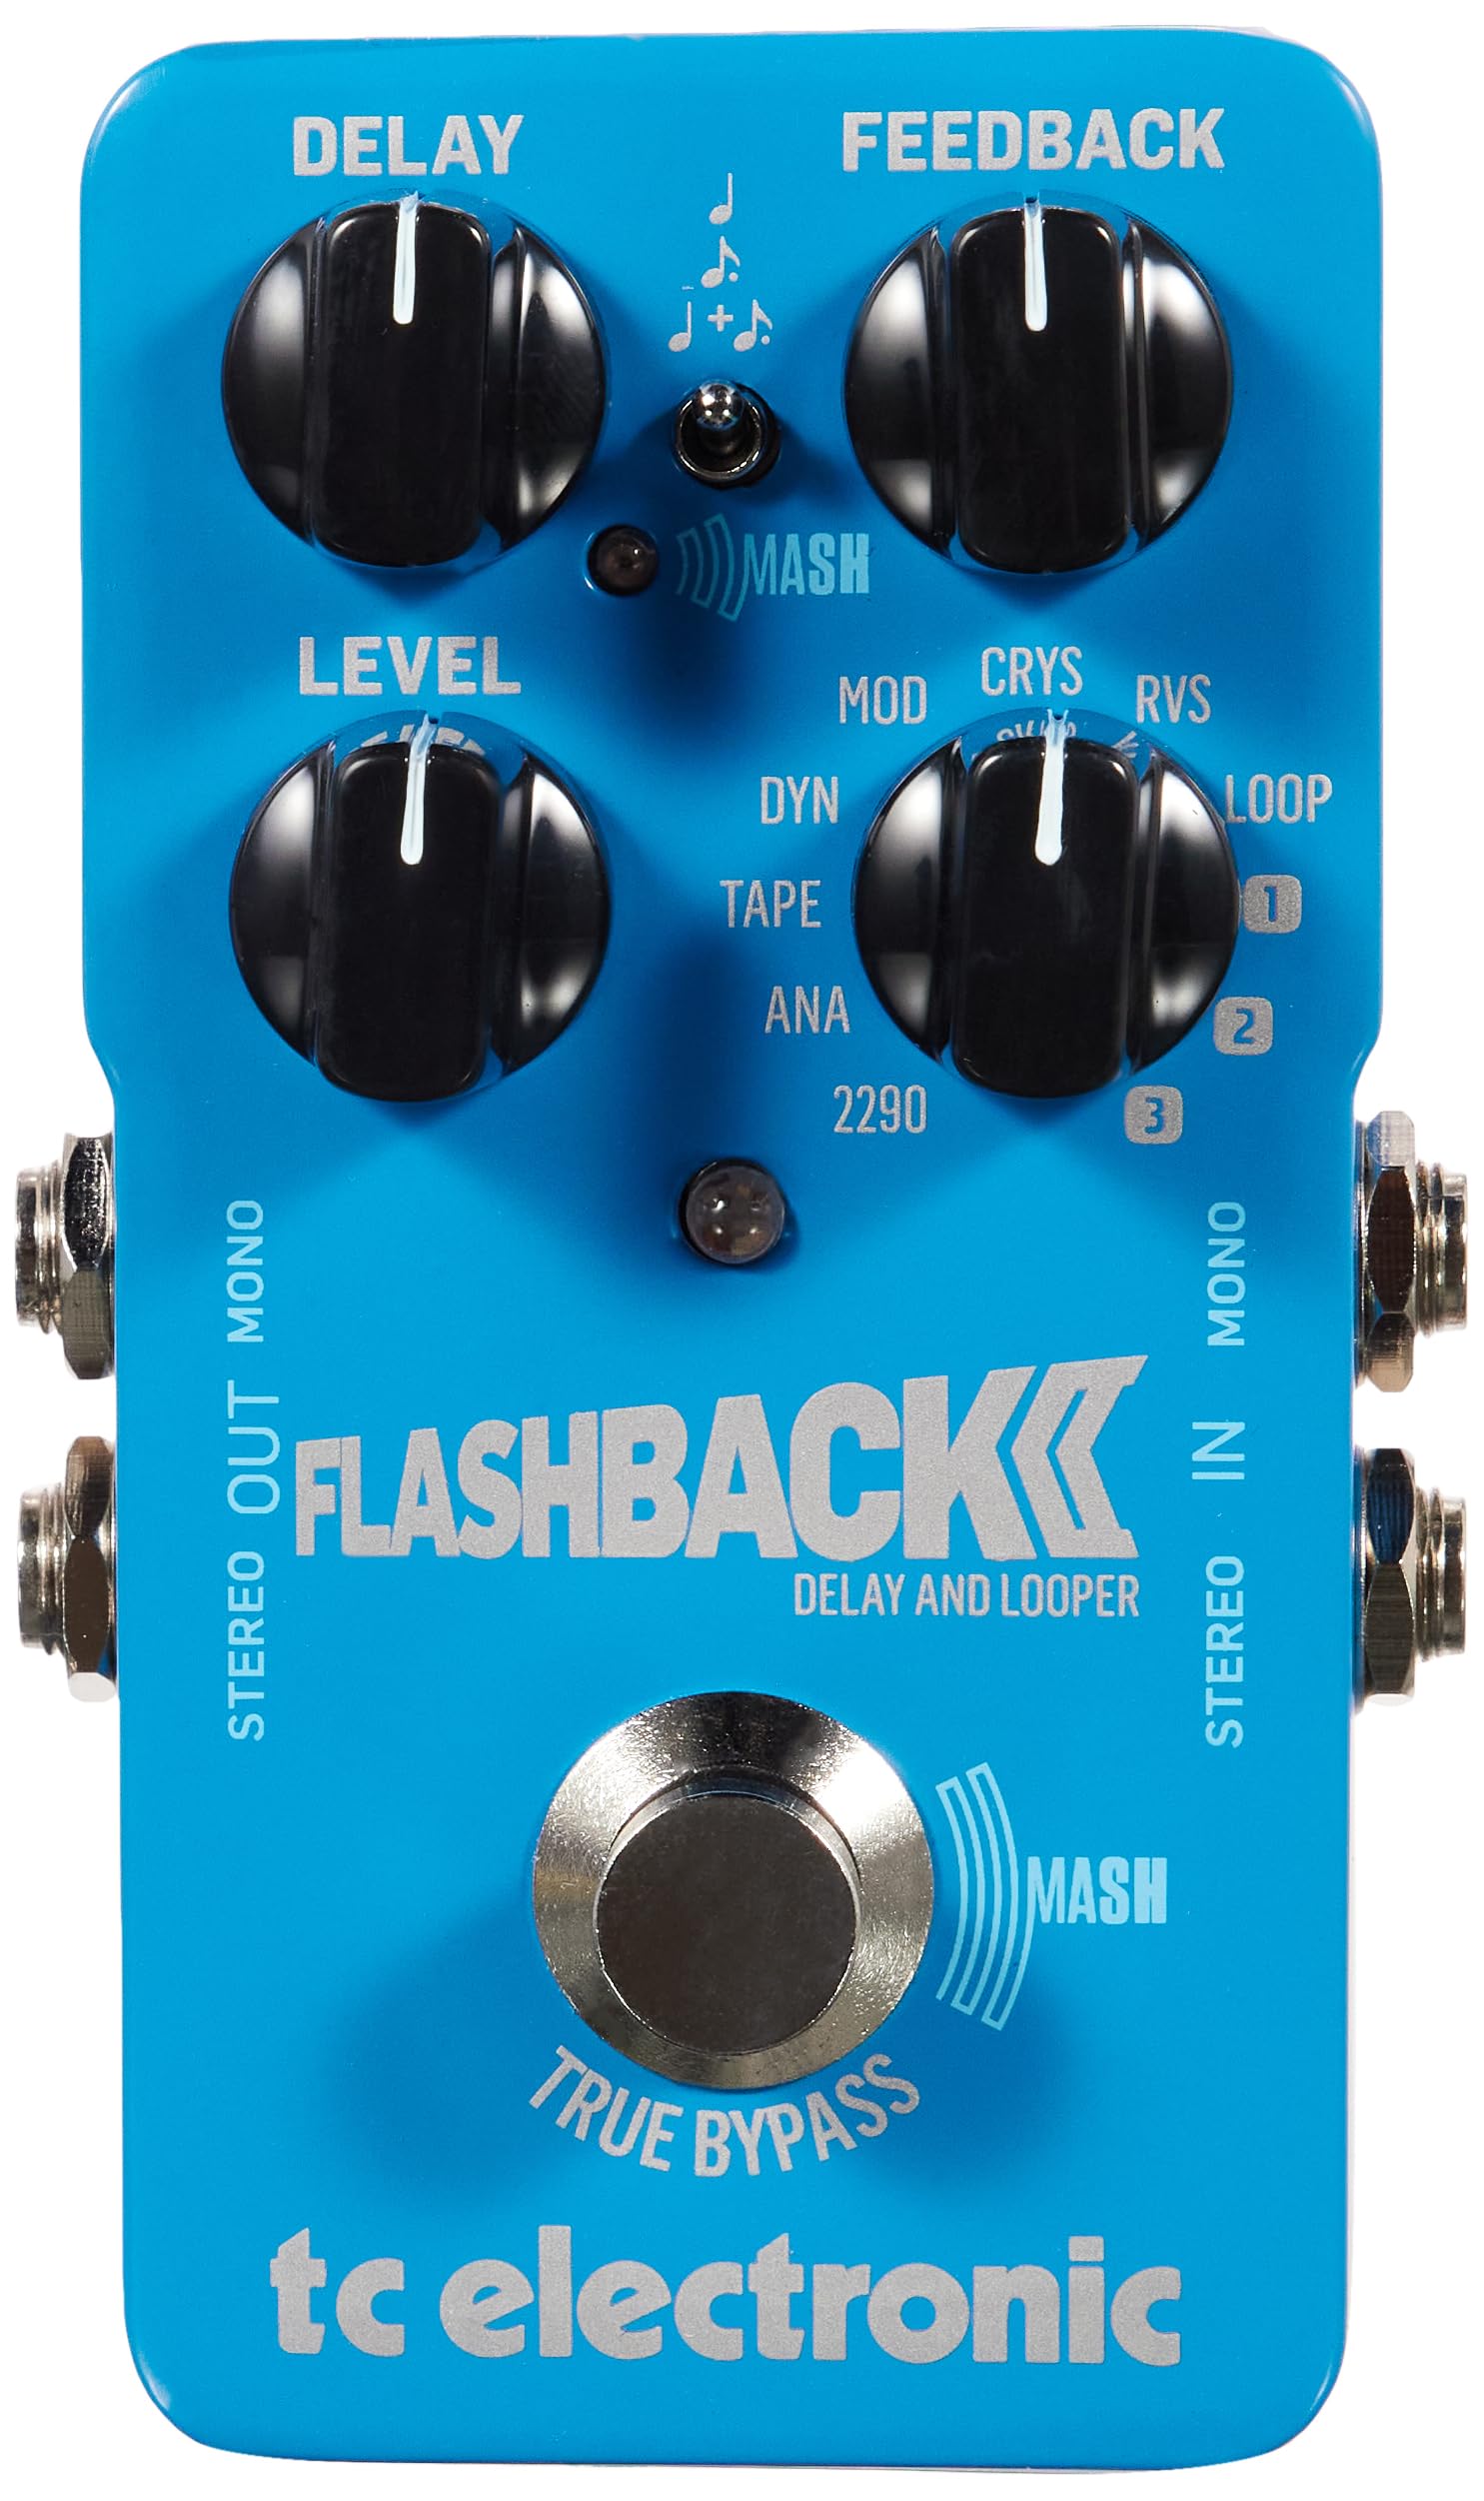 DELAY
FEEDBACK
+
MASH
LEVEL
MOD
CRYS
RVS
DYN
LOOP
TAPE
1
ANA
2
2290
3
STEREO OUT MONO
STEREO IN MONO
FLASHBACK II
DELAY AND LOOPER
MASH
TRUE BYPASS
tc electronic